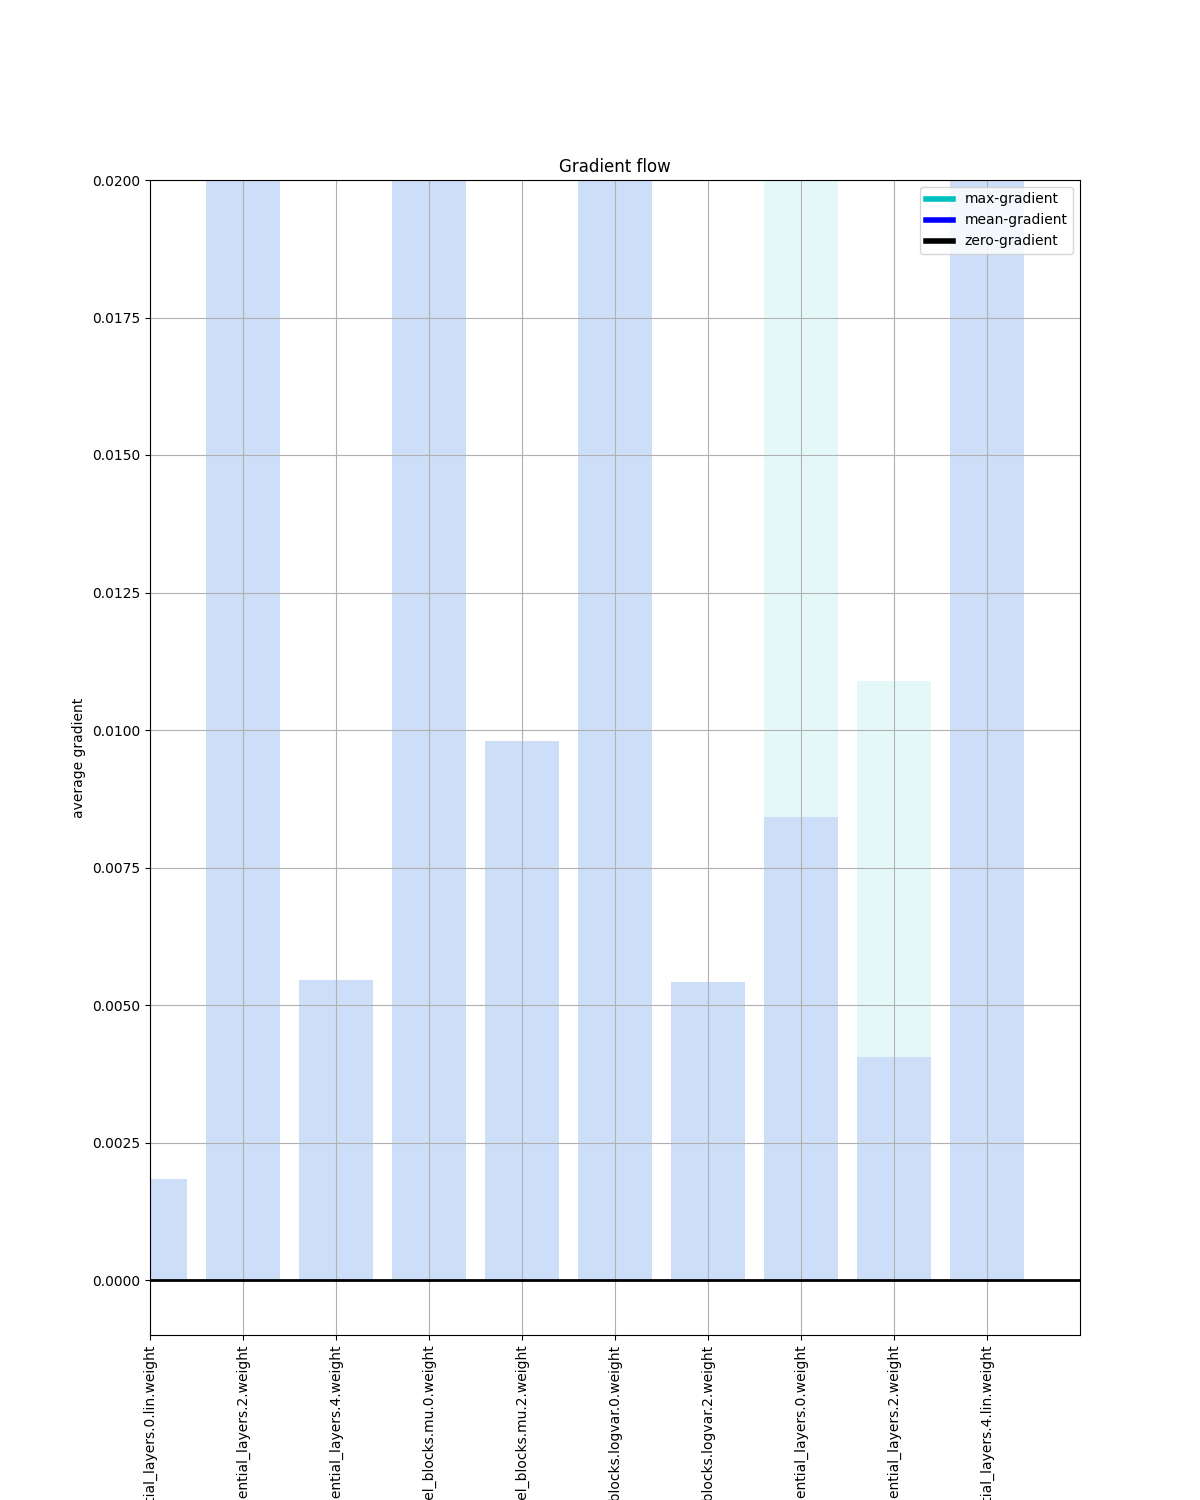 Gradient flow
max-gradient
mean-gradient
zero-gradient
0.0200
0.0175
0.0150
0.0125
0.0100
0.0075
0.0050
0.0025
0.0000
average gradient
tial_layers.0.lin.weight
ential_layers.2.weight
ential_layers.4.weight
el_blocks.mu.0.weight
el_blocks.mu.2.weight
blocks.logvar.0.weight
blocks.logvar.2.weight
ential_layers.0.weight
ential_layers.2.weight
tial_layers.4.lin.weight